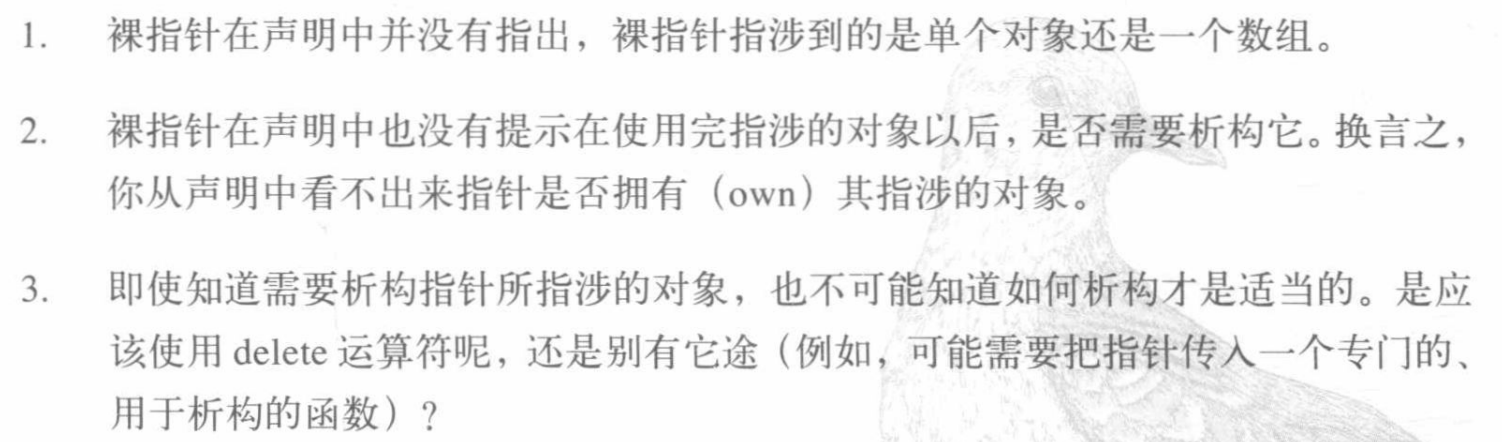 1. 裸指针在声明中并没有指出，裸指针指涉到的是单个对象还是一个数组。
2. 裸指针在声明中也没有提示在使用完指涉的对象以后，是否需要析构它。换言之，
你从声明中看不出来指针是否拥有（own）其指涉的对象。
3. 即使知道需要析构指针所指涉的对象，也不可能知道如何析构才是适当的。是应
该使用 delete 运算符呢，还是别有它途（例如，可能需要把指针传入一个专门的、
用于析构的函数）？